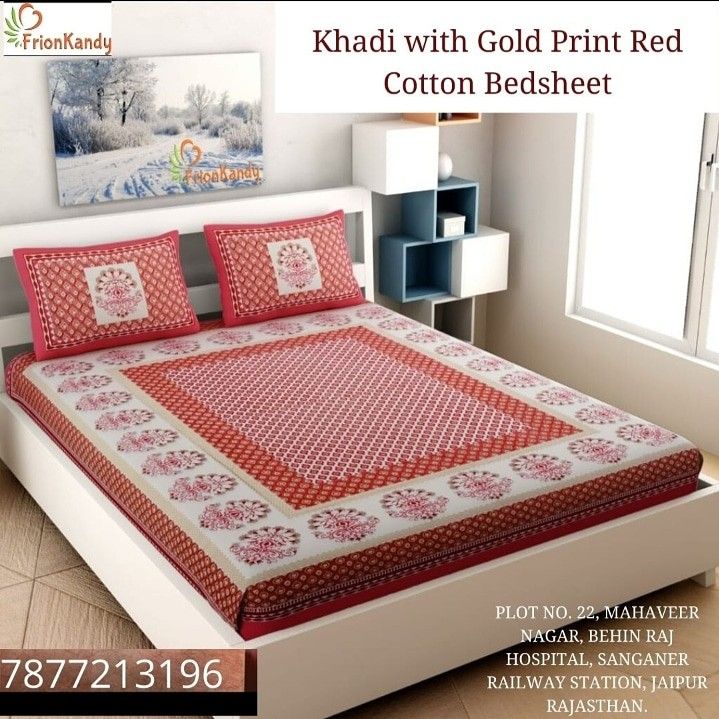 FrionKandy
Khadi with Gold Print Red
Cotton Bedsheet
FrionKandy
PLOT NO. 22, MAHAVEER
NAGAR, BEHIN RAJ
HOSPITAL, SANGANER
RAILWAY STATION, JAIPUR
RAJASTHAN.
7877213196